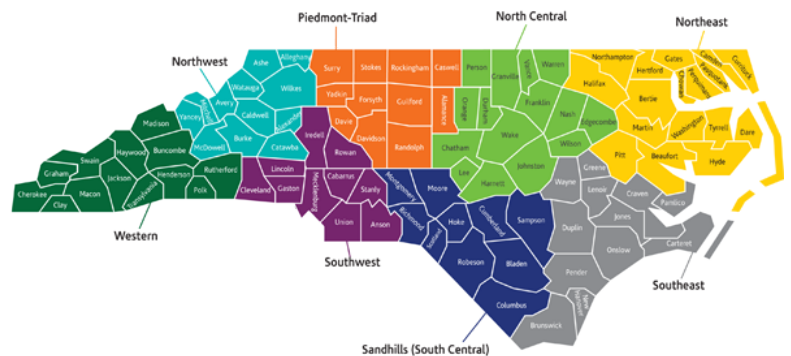 Piedmont-Triad
North Central
Northeast
Northwest
Western
Southwest
Sandhills (South Central)
Southeast
Ashe
Alleghany
Watauga
Wilkes
Mitchell
Avery
Yancey
Caldwell
Alexander
Burke
McDowell
Catawba
Surry
Stokes
Rockingham
Caswell
Yadkin
Forsyth
Guilford
Alamance
Davie
Davidson
Randolph
Person
Granville
Vance
Warren
Orange
Durham
Franklin
Nash
Edgecombe
Wake
Wilson
Chatham
Lee
Harnett
Johnston
Northampton
Gates
Camden
Currituck
Pasquotank
Perquimans
Chowan
Hertford
Halifax
Bertie
Martin
Washington
Tyrrell
Dare
Pitt
Beaufort
Hyde
Madison
Buncombe
Haywood
Swain
Graham
Cherokee
Clay
Macon
Jackson
Transylvania
Henderson
Polk
Rutherford
Iredell
Rowan
Lincoln
Cleveland
Gaston
Mecklenburg
Cabarrus
Stanly
Union
Anson
Montgomery
Moore
Richmond
Scotland
Hoke
Cumberland
Sampson
Robeson
Bladen
Columbus
Greene
Wayne
Lenoir
Craven
Pamlico
Jones
Duplin
Onslow
Carteret
Pender
New Hanover
Brunswick